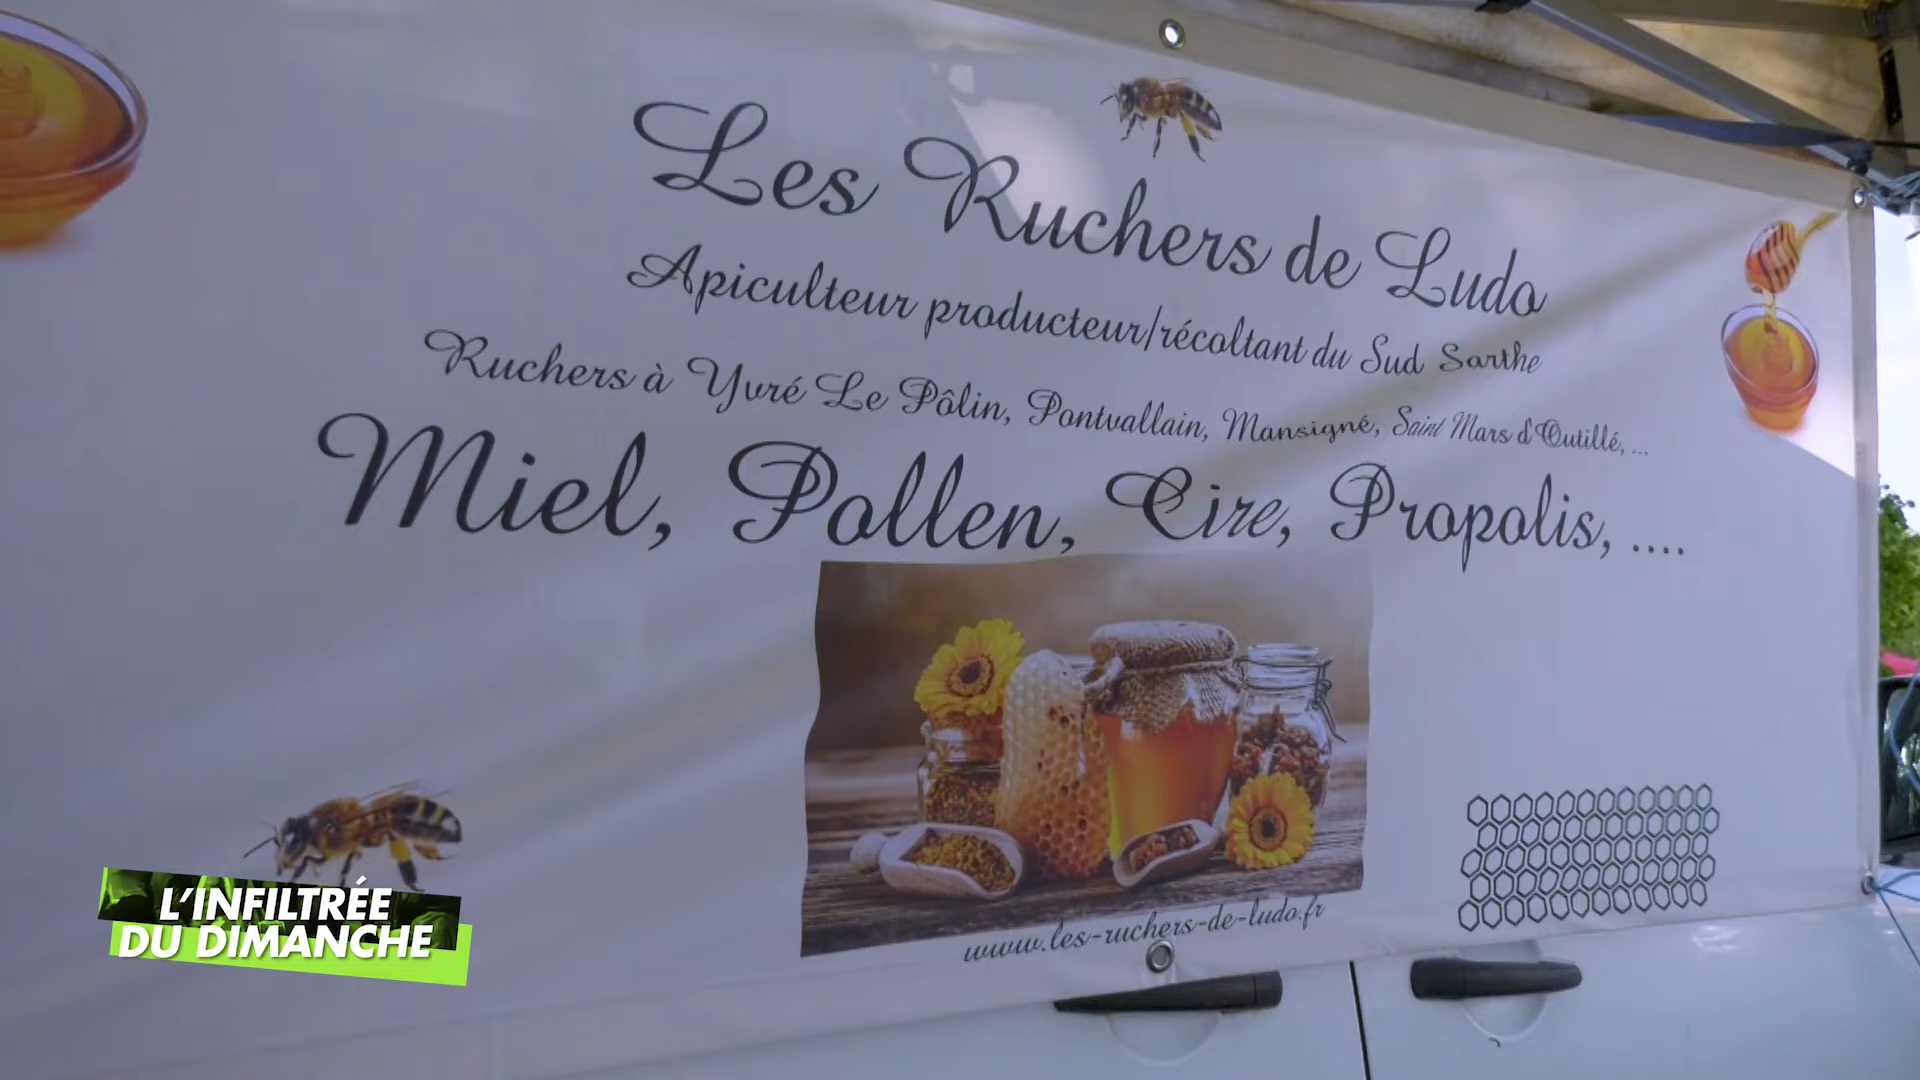 Les Ruchers de Ludo
Apiculteur producteur/récoltant du Sud Sarthe
Ruchers à Yvré Le Pôlin, Pontvallain, Mansigné, Saint Mars d'Outillé, ...
Miel, Pollen, Cire, Propolis, ....
www.les-ruchers-de-ludo.fr
L'INFILTRÉE
DU DIMANCHE